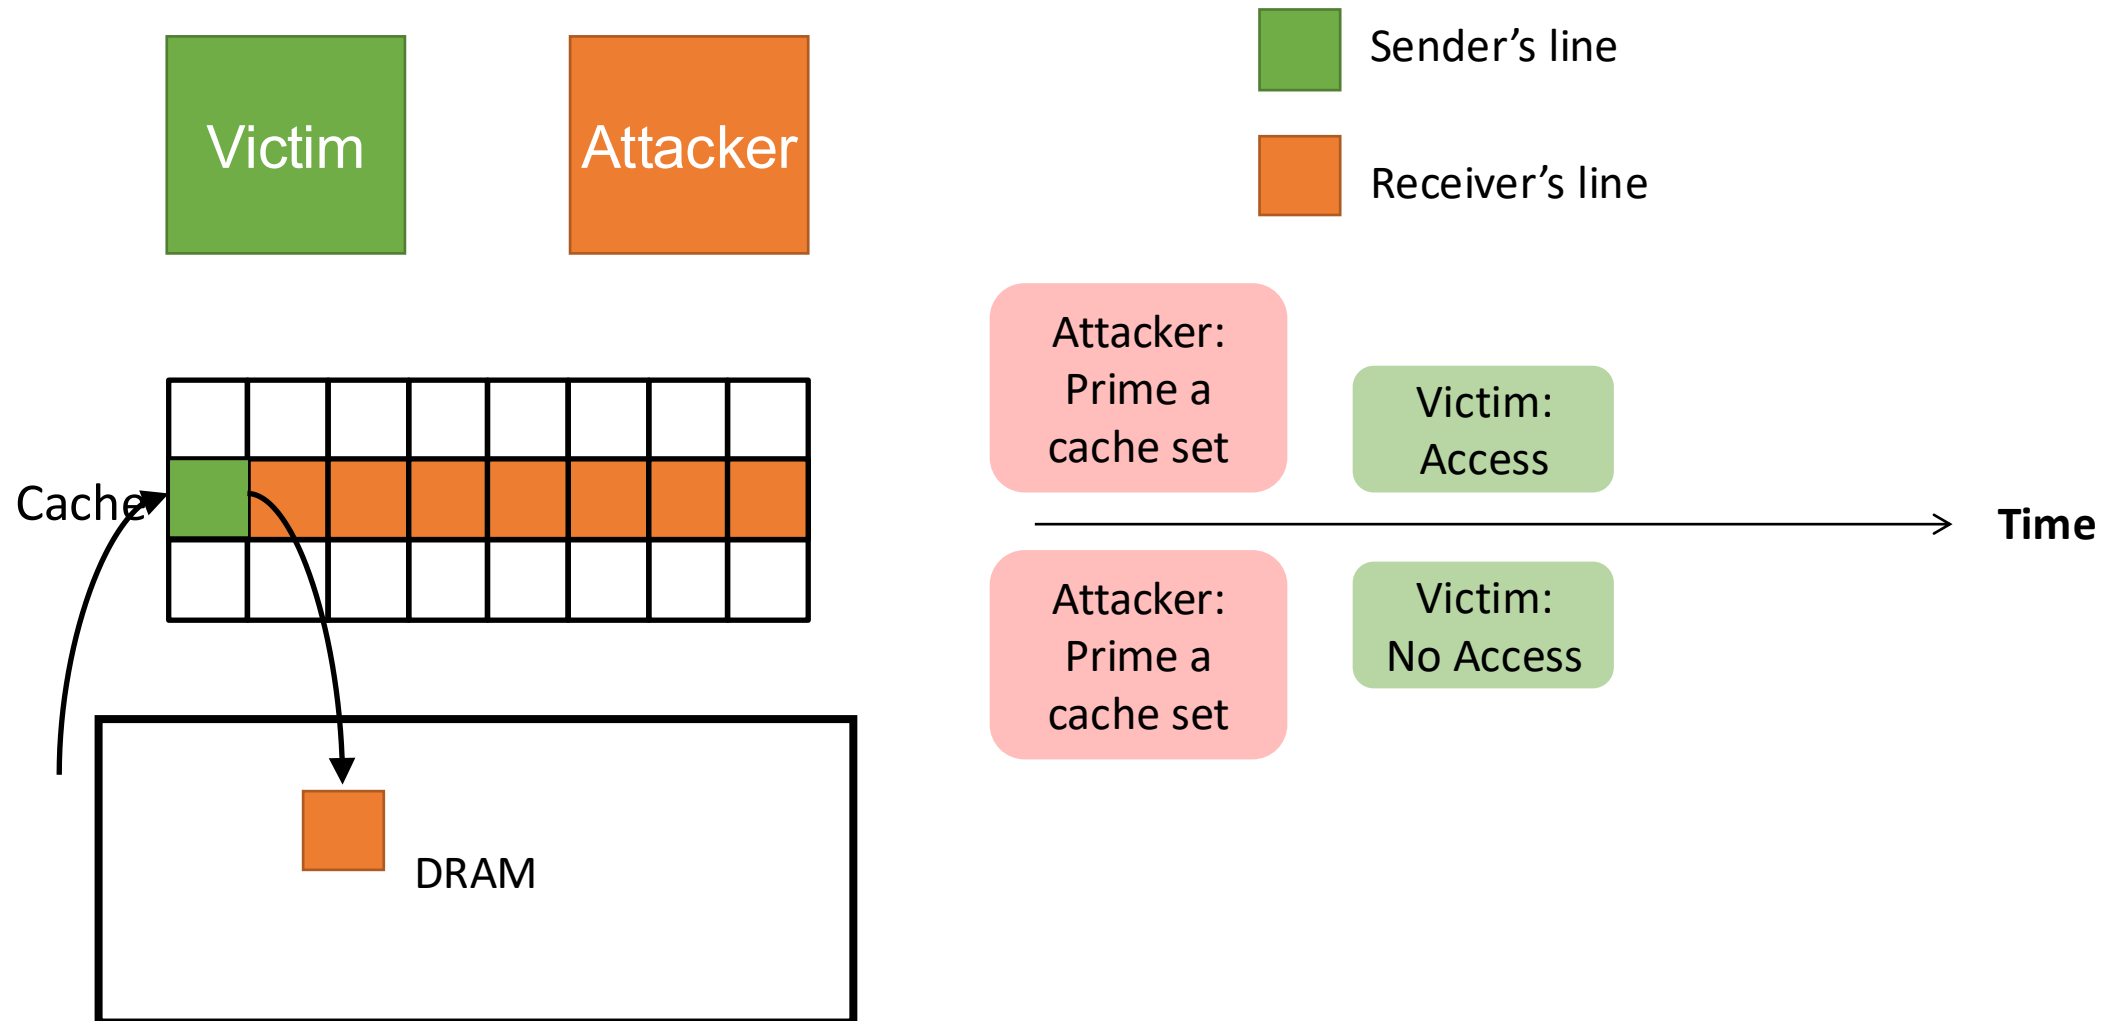 Victim
Attacker
Sender’s line
Receiver’s line
Attacker:
Prime a
cache set
Victim:
Access
Cache
Time
Attacker:
Prime a
cache set
Victim:
No Access
DRAM